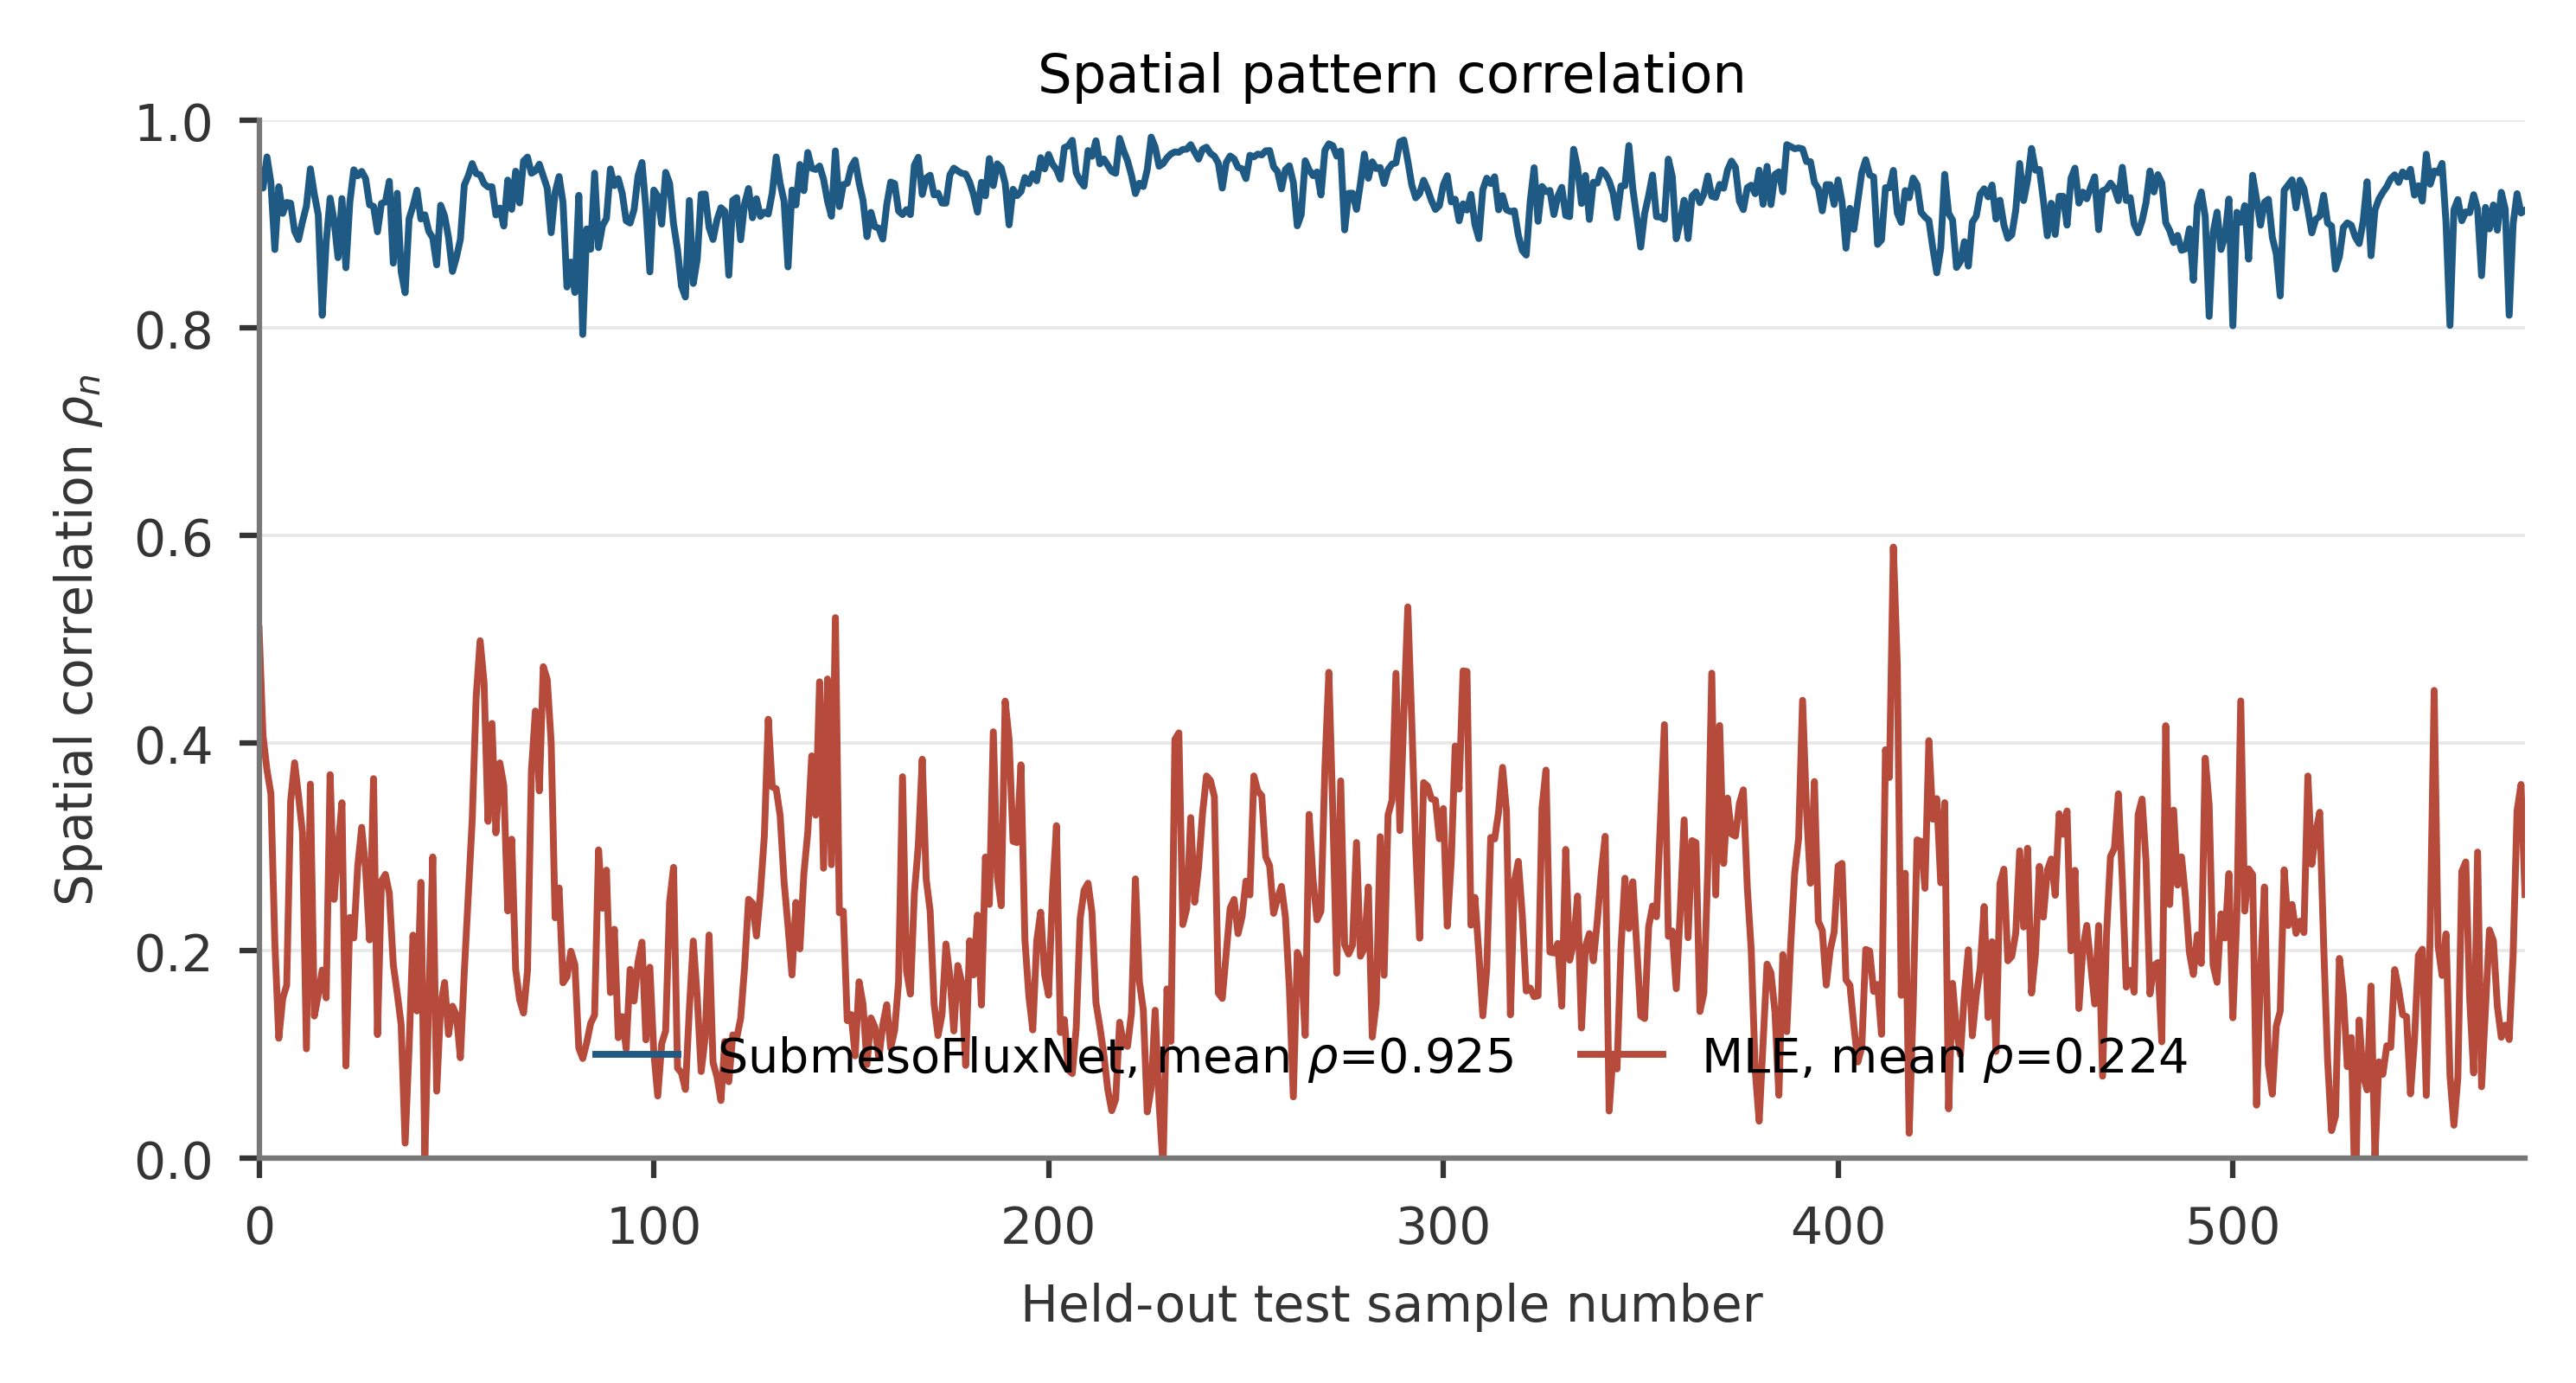 Spatial pattern correlation
1.0
0.8
0.6
0.4
0.2
0.0
Spatial correlation ρn
SubmesoFluxNet, mean ρ=0.925
MLE, mean ρ=0.224
0 100 200 300 400 500
Held-out test sample number